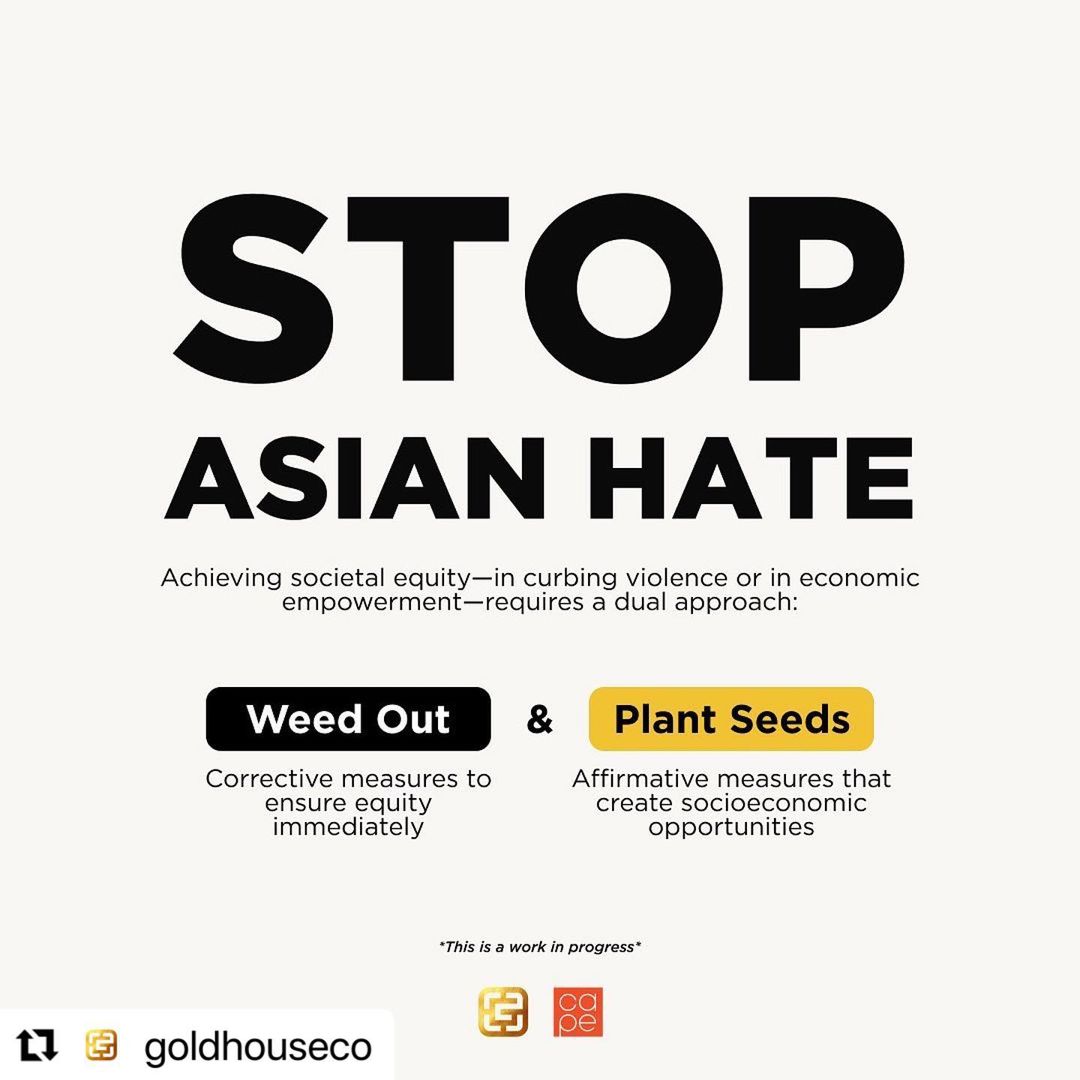 STOP
ASIAN HATE
Achieving societal equity—in curbing violence or in economic
empowerment—requires a dual approach:
Weed Out & Plant Seeds
Corrective measures to
ensure equity
immediately
Affirmative measures that
create socioeconomic
opportunities
*This is a work in progress*
ca
pe
goldhouseco